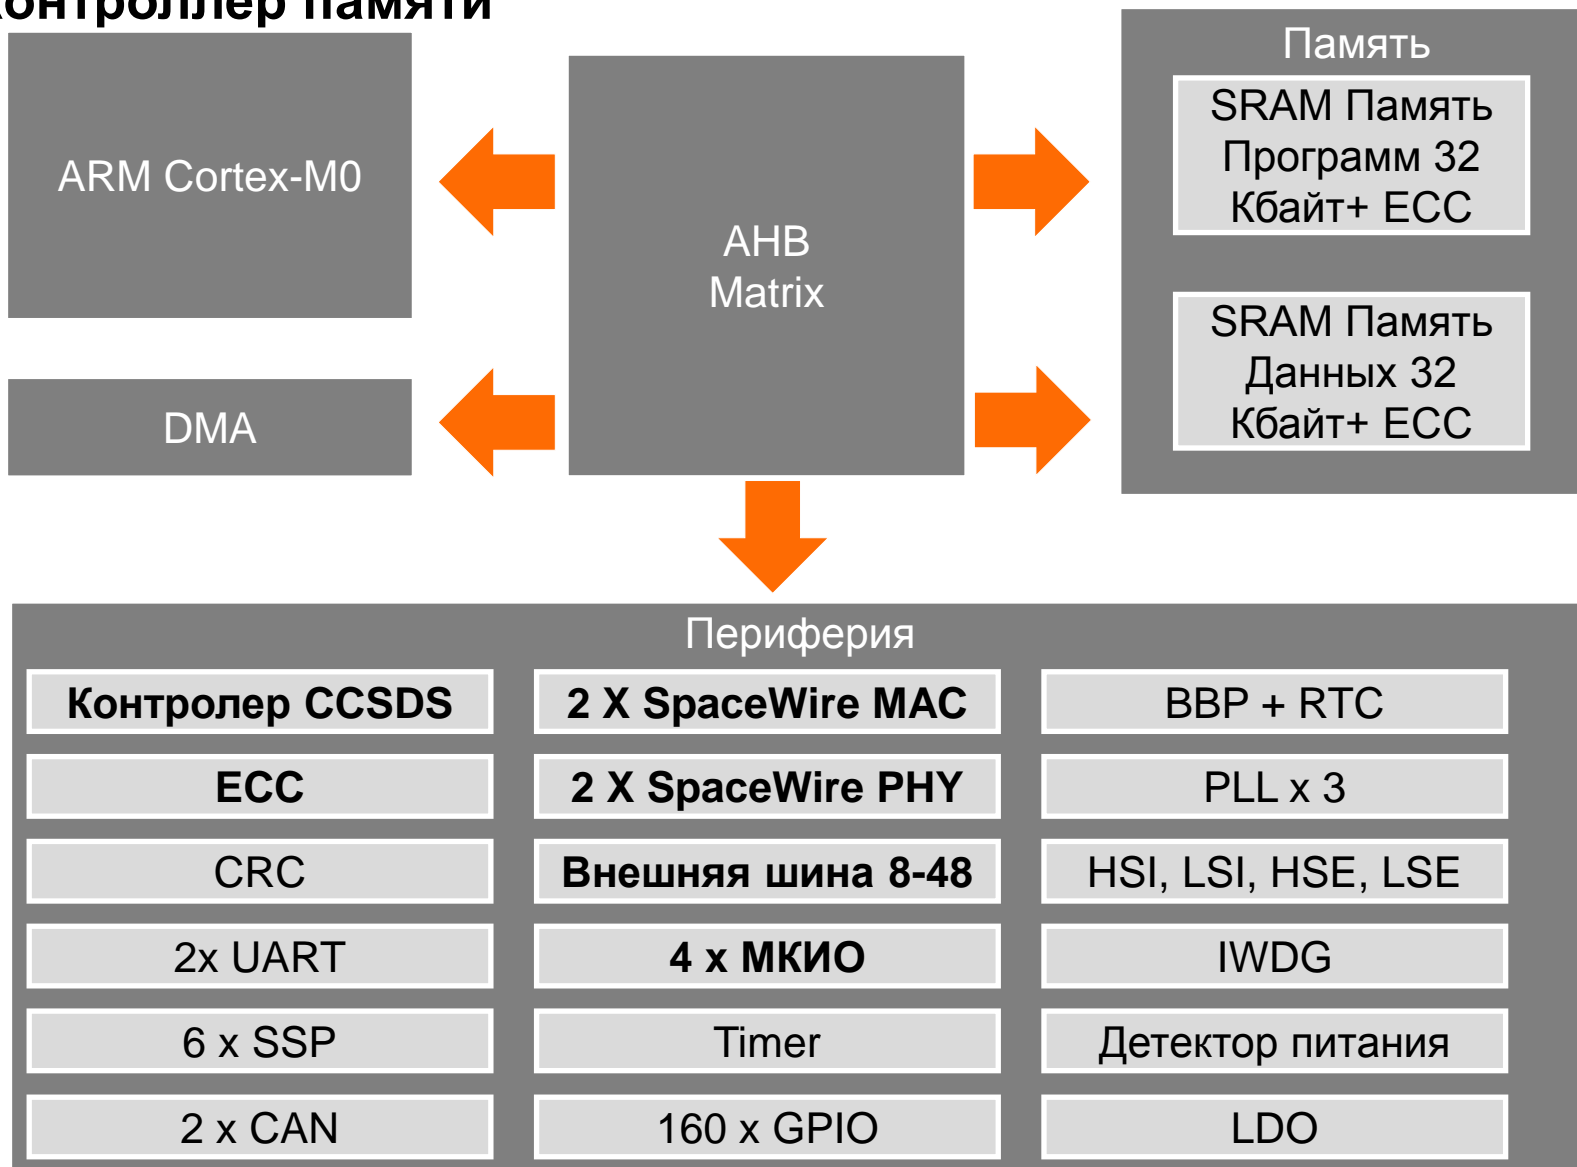 контроллер памяти
ARM Cortex-M0
DMA
AHB
Matrix
Память
SRAM Память
Программ 32
Кбайт+ ECC
SRAM Память
Данных 32
Кбайт+ ECC
Периферия
Контролер CCSDS
2 X SpaceWire MAC
BBP + RTC
ECC
2 X SpaceWire PHY
PLL x 3
CRC
Внешняя шина 8-48
HSI, LSI, HSE, LSE
2x UART
4 x МКИО
IWDG
6 x SSP
Timer
Детектор питания
2 x CAN
160 x GPIO
LDO